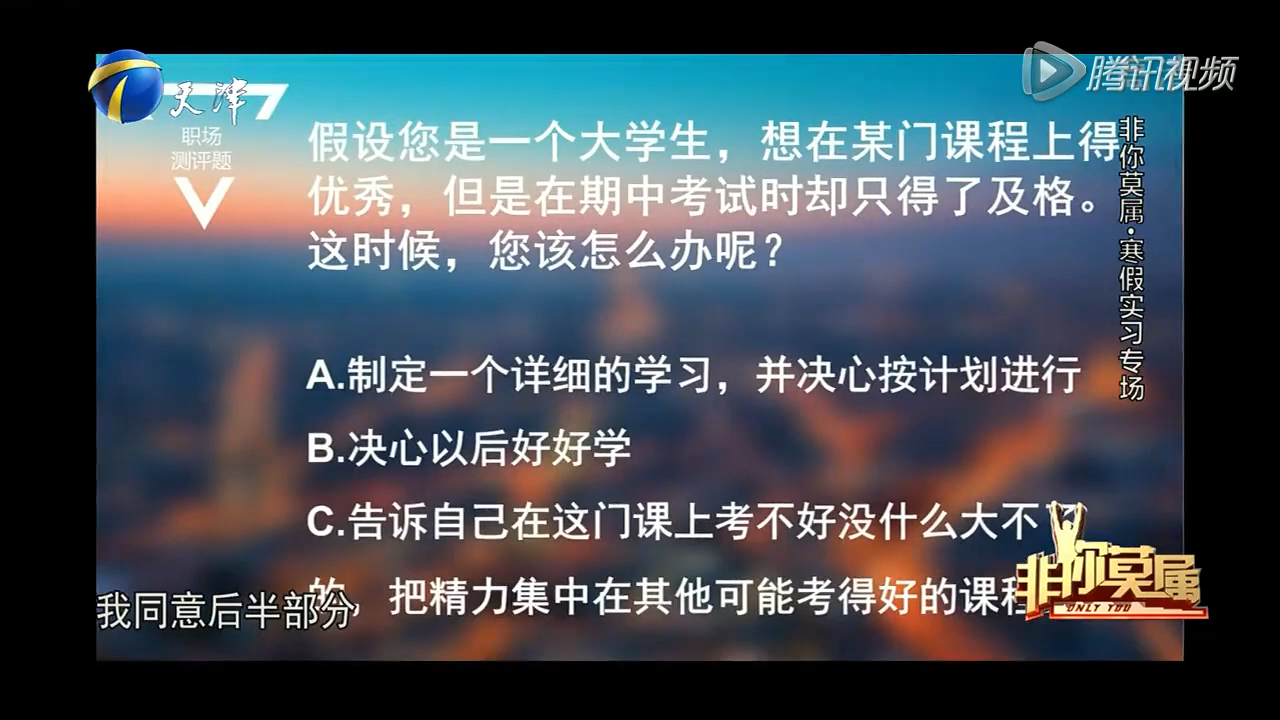 天津
腾讯视频
职场
测评题
假设您是一个大学生，想在某门课程上得
优秀，但是在期中考试时却只得了及格。
这时候，您该怎么办呢？
非你莫属·寒假实习专场
A.制定一个详细的学习，并决心按计划进行
B.决心以后好好学
C.告诉自己在这门课上考不好没什么大不了
的，把精力集中在其他可能考得好的课程
我同意后半部分
非你莫属
ONLY YOU